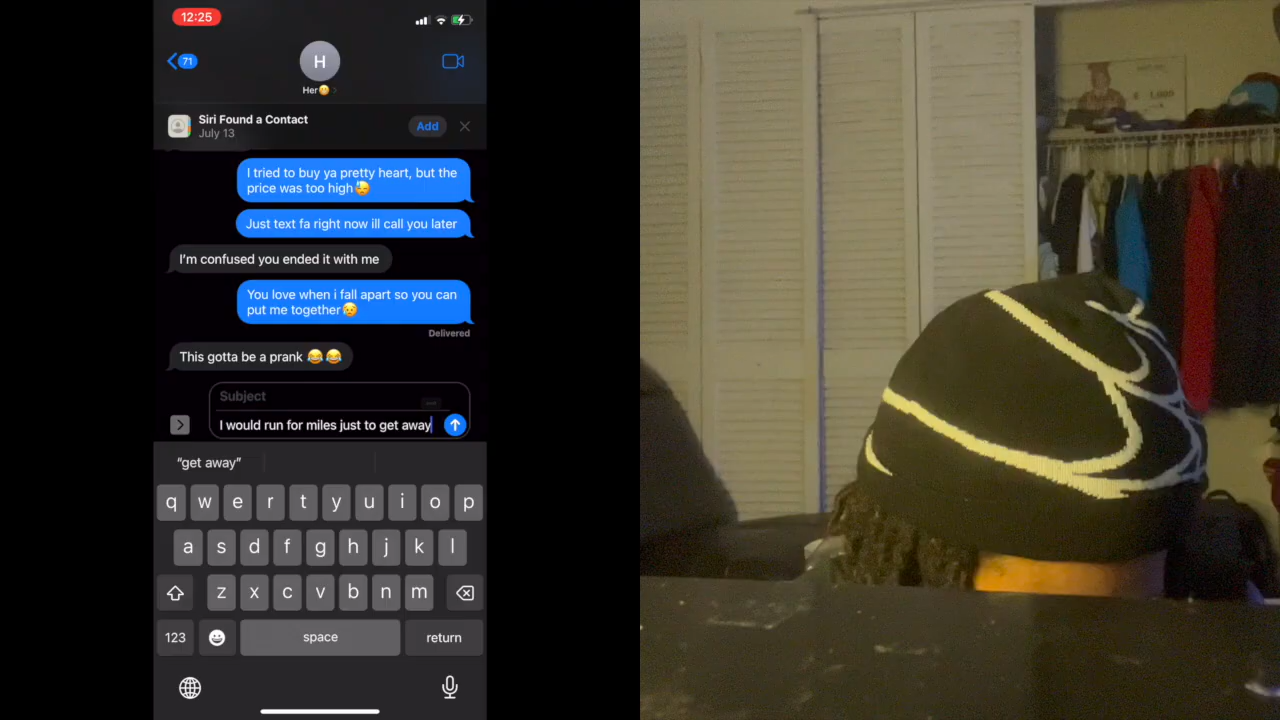 12:25
71
H
Her😊
Siri Found a Contact
July 13
Add
I tried to buy ya pretty heart, but the
price was too high😓
Just text fa right now ill call you later
I'm confused you ended it with me
You love when i fall apart so you can
put me together😥
Delivered
This gotta be a prank 😂😂
Subject
I would run for miles just to get away
"get away"
q w e r t y u i o p
a s d f g h j k l
z x c v b n m
123 space return
1,000